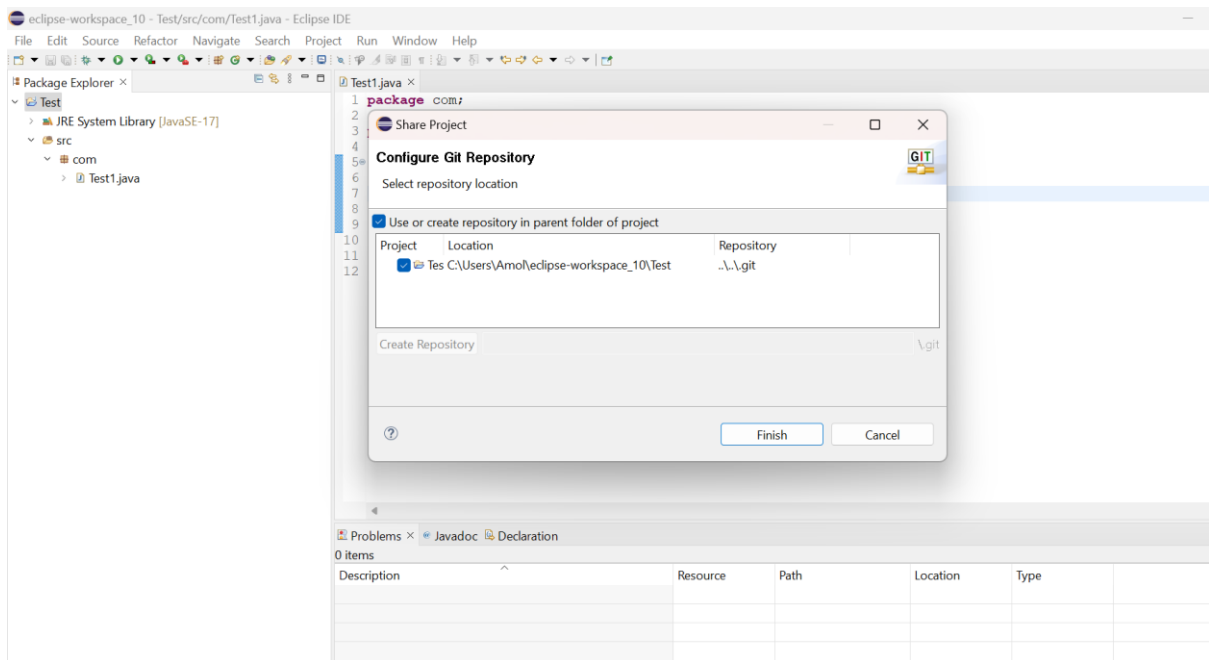 eclipse-workspace_10 - Test/src/com/Test1.java - Eclipse IDE
File Edit Source Refactor Navigate Search Project Run Window Help
Package Explorer
Test1.java
Test
JRE System Library [JavaSE-17]
src
com
Test1.java
1 package com;
2
3
4
5
6
7
8
9
10
11
12
Share Project
Configure Git Repository
GIT
Select repository location
Use or create repository in parent folder of project
Project Location Repository
Tes C:\Users\Amol\eclipse-workspace_10\Test ..\..\.git
Create Repository \.git
Finish Cancel
Problems Javadoc Declaration
0 items
Description Resource Path Location Type